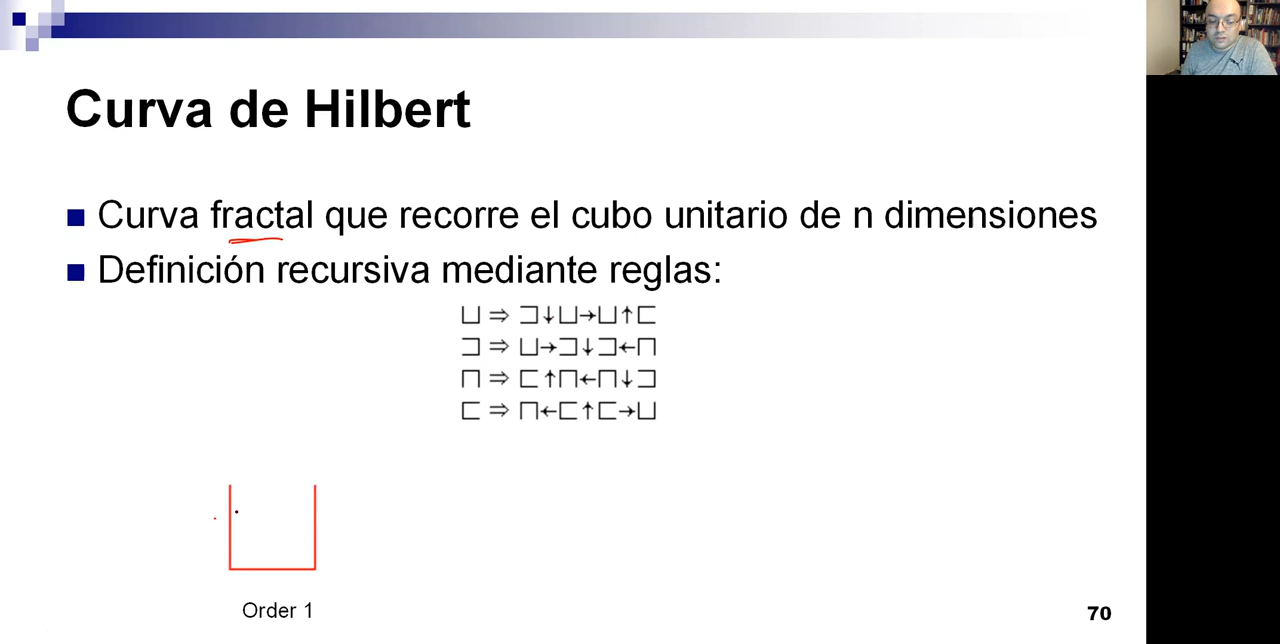 Curva de Hilbert
Curva fractal que recorre el cubo unitario de n dimensiones
Definición recursiva mediante reglas:
⊔ ⇒ ⊐↓⊔→⊔↑⊏
⊐ ⇒ ⊔→⊐↓⊐←⊓
⊓ ⇒ ⊏↑⊓←⊓↓⊐
⊏ ⇒ ⊓←⊏↑⊏→⊔
Order 1
70